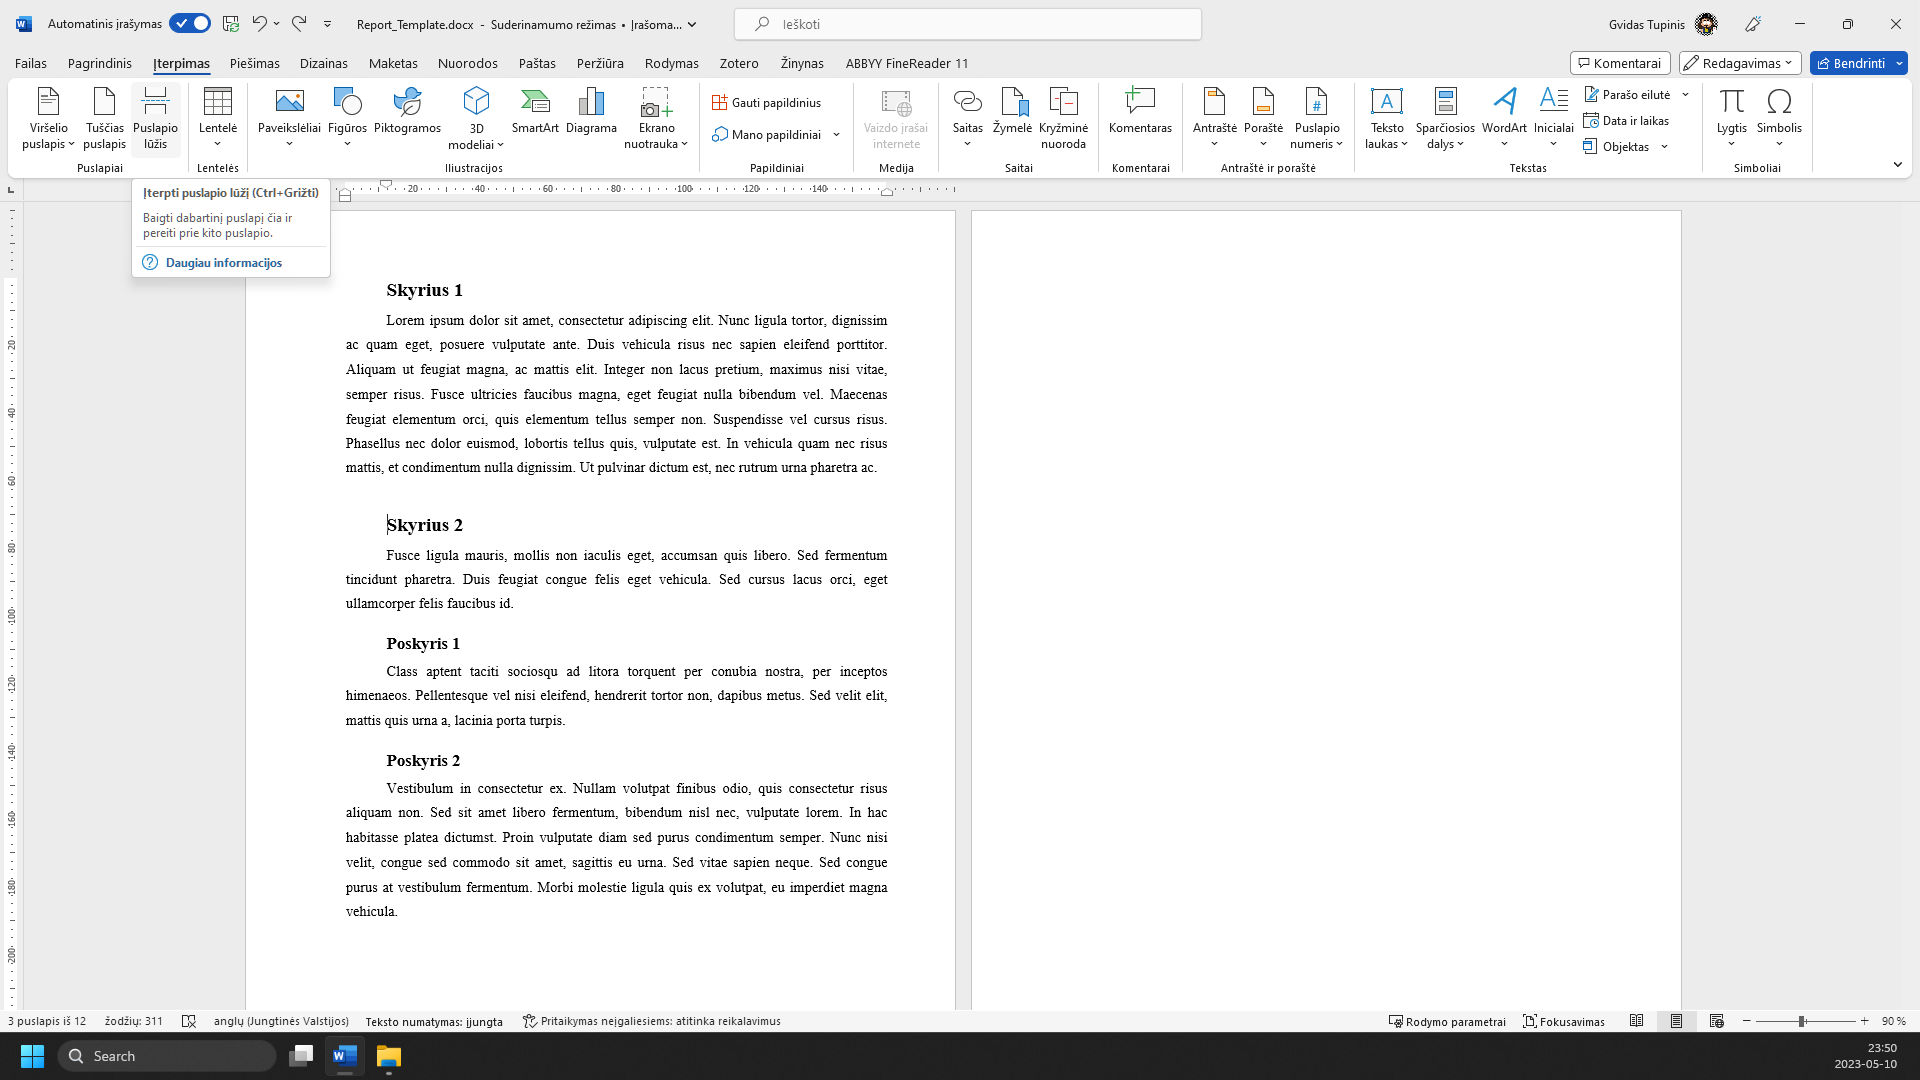 Automatinis įrašymas
Report_Template.docx - Suderinamumo režimas • Įrašoma...
Ieškoti
Gvidas Tupinis
Failas Pagrindinis Įterpimas Piešimas Dizainas Maketas Nuorodos Paštas Peržiūra Rodymas Zotero Žinynas ABBYY FineReader 11
Komentarai Redagavimas Bendrinti
Viršelio puslapis
Tuščias puslapis
Puslapio lūžis
Puslapiai
Lentelė
Lentelės
Paveikslėliai
Figūros
Piktogramos
3D modeliai
SmartArt
Diagrama
Ekrano nuotrauka
Iliustracijos
Gauti papildinius
Mano papildiniai
Papildiniai
Vaizdo įrašai internete
Medija
Saitas
Žymelė
Kryžminė nuoroda
Saitai
Komentaras
Komentarai
Antraštė
Poraštė
Puslapio numeris
Antraštė ir poraštė
Teksto laukas
Sparčiosios dalys
WordArt
Inicialai
Parašo eilutė
Data ir laikas
Objektas
Tekstas
Lygtis
Simbolis
Simboliai
Įterpti puslapio lūžį (Ctrl+Grįžti)
Baigti dabartinį puslapį čia ir
pereiti prie kito puslapio.
Daugiau informacijos
20 40 60 80 100 120 140
20
40
60
80
100
120
140
160
180
200
Skyrius 1
Lorem ipsum dolor sit amet, consectetur adipiscing elit. Nunc ligula tortor, dignissim
ac quam eget, posuere vulputate ante. Duis vehicula risus nec sapien eleifend porttitor.
Aliquam ut feugiat magna, ac mattis elit. Integer non lacus pretium, maximus nisi vitae,
semper risus. Fusce ultricies faucibus magna, eget feugiat nulla bibendum vel. Maecenas
feugiat elementum orci, quis elementum tellus semper non. Suspendisse vel cursus risus.
Phasellus nec dolor euismod, lobortis tellus quis, vulputate est. In vehicula quam nec risus
mattis, et condimentum nulla dignissim. Ut pulvinar dictum est, nec rutrum urna pharetra ac.
Skyrius 2
Fusce ligula mauris, mollis non iaculis eget, accumsan quis libero. Sed fermentum
tincidunt pharetra. Duis feugiat congue felis eget vehicula. Sed cursus lacus orci, eget
ullamcorper felis faucibus id.
Poskyris 1
Class aptent taciti sociosqu ad litora torquent per conubia nostra, per inceptos
himenaeos. Pellentesque vel nisi eleifend, hendrerit tortor non, dapibus metus. Sed velit elit,
mattis quis urna a, lacinia porta turpis.
Poskyris 2
Vestibulum in consectetur ex. Nullam volutpat finibus odio, quis consectetur risus
aliquam non. Sed sit amet libero fermentum, bibendum nisl nec, vulputate lorem. In hac
habitasse platea dictumst. Proin vulputate diam sed purus condimentum semper. Nunc nisi
velit, congue sed commodo sit amet, sagittis eu urna. Sed vitae sapien neque. Sed congue
purus at vestibulum fermentum. Morbi molestie ligula quis ex volutpat, eu imperdiet magna
vehicula.
3 puslapis iš 12 žodžių: 311 anglų (Jungtinės Valstijos) Teksto numatymas: įjungta Pritaikymas neįgaliesiems: atitinka reikalavimus
Rodymo parametrai Fokusavimas 90 %
Search
23:50
2023-05-10